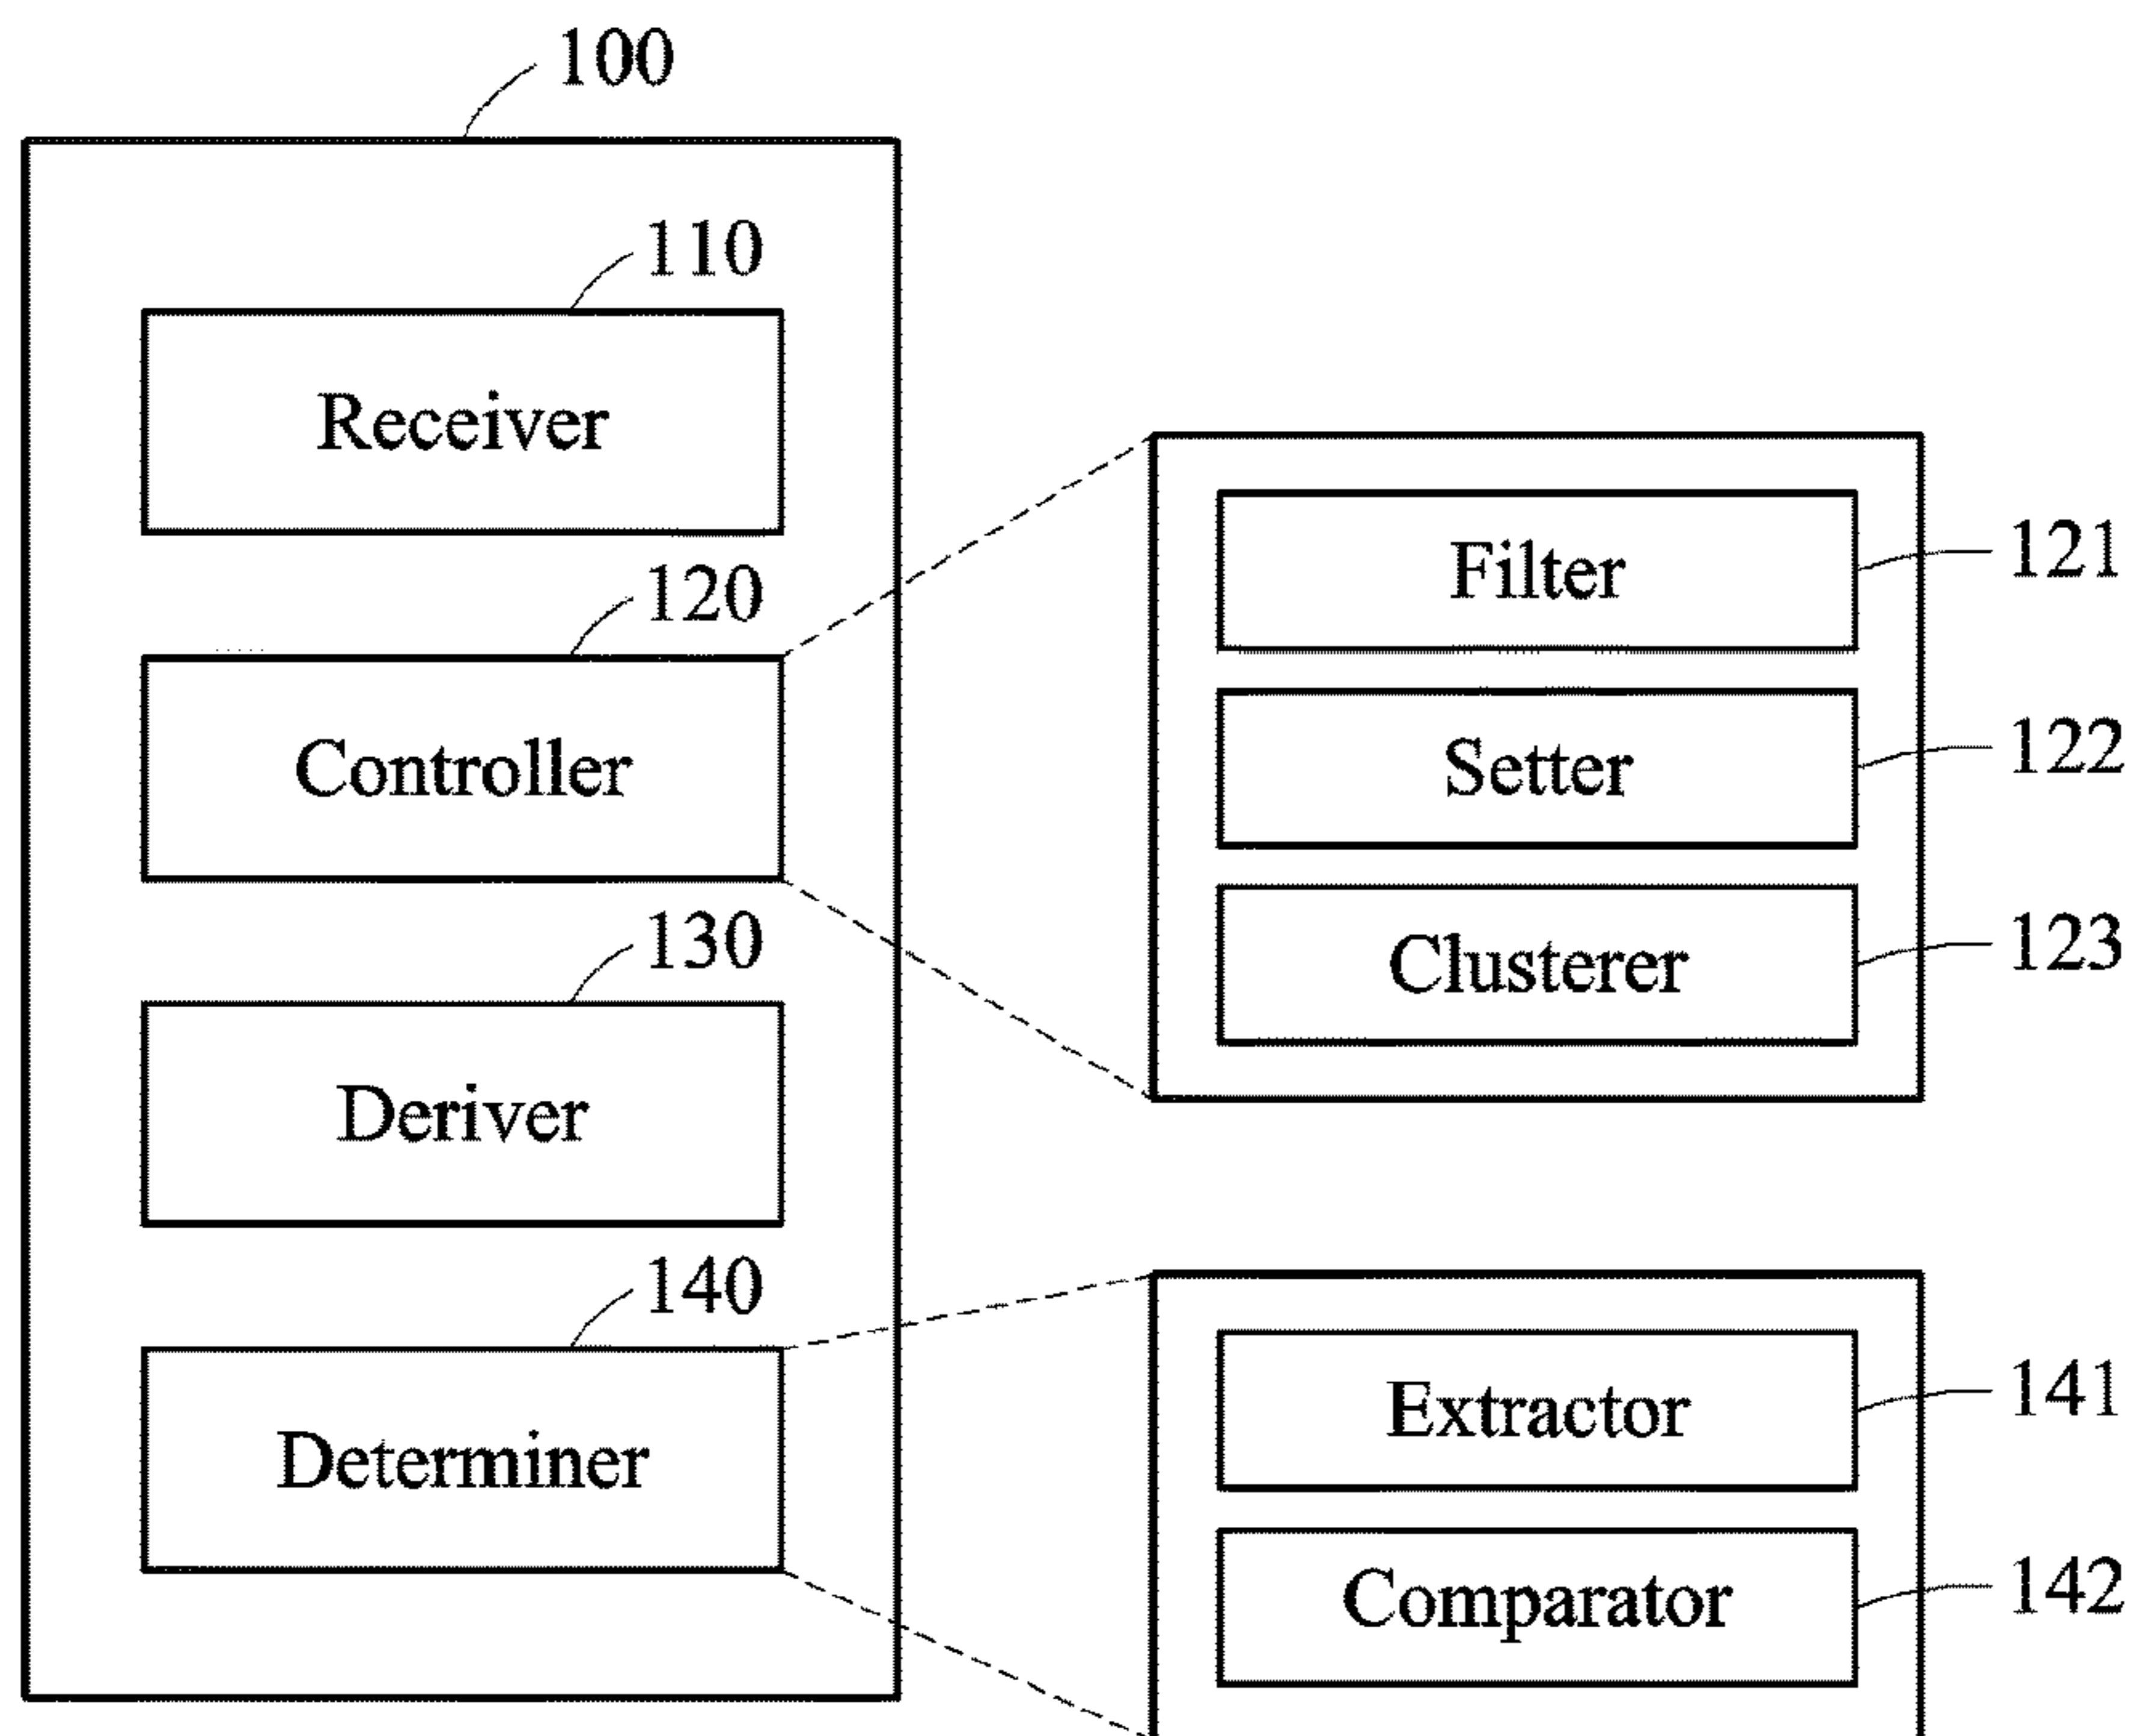 100
110
Receiver
120
Controller
130
Deriver
140
Determiner
Filter
121
Setter
122
Clusterer
123
Extractor
141
Comparator
142